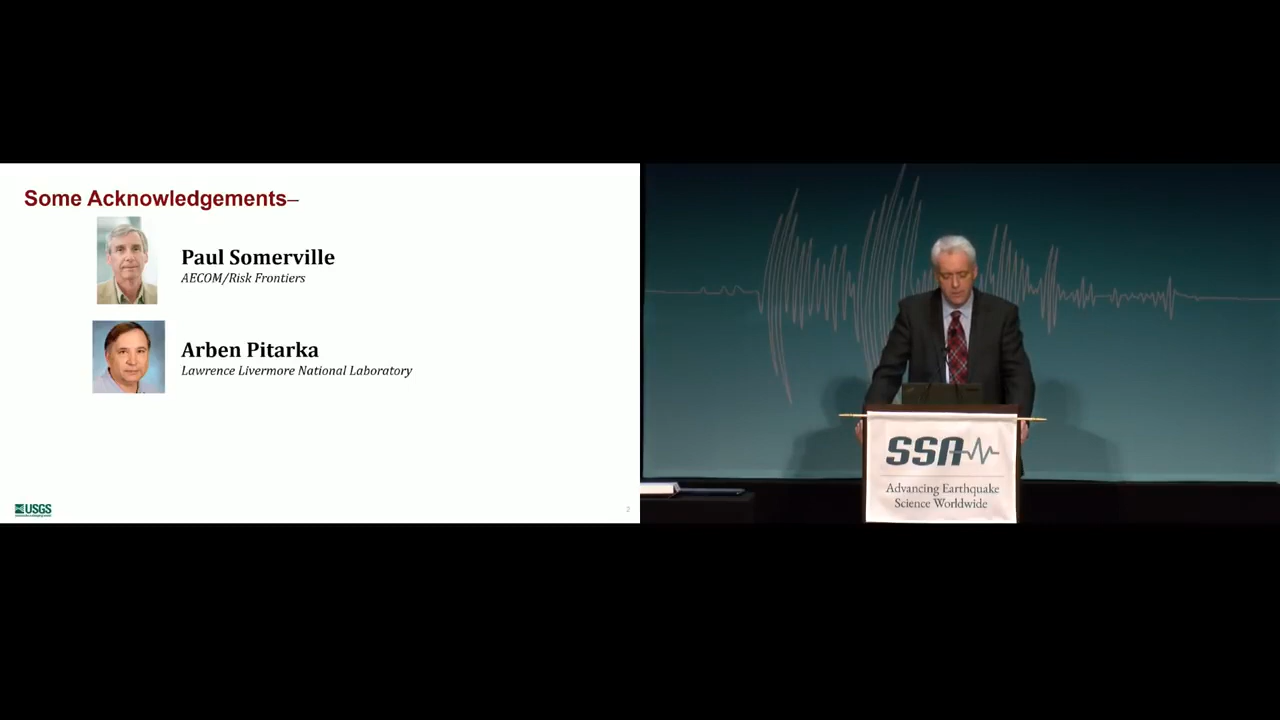 Some Acknowledgements–
Paul Somerville
AECOM/Risk Frontiers
Arben Pitarka
Lawrence Livermore National Laboratory
USGS
2
SSA
Advancing Earthquake
Science Worldwide